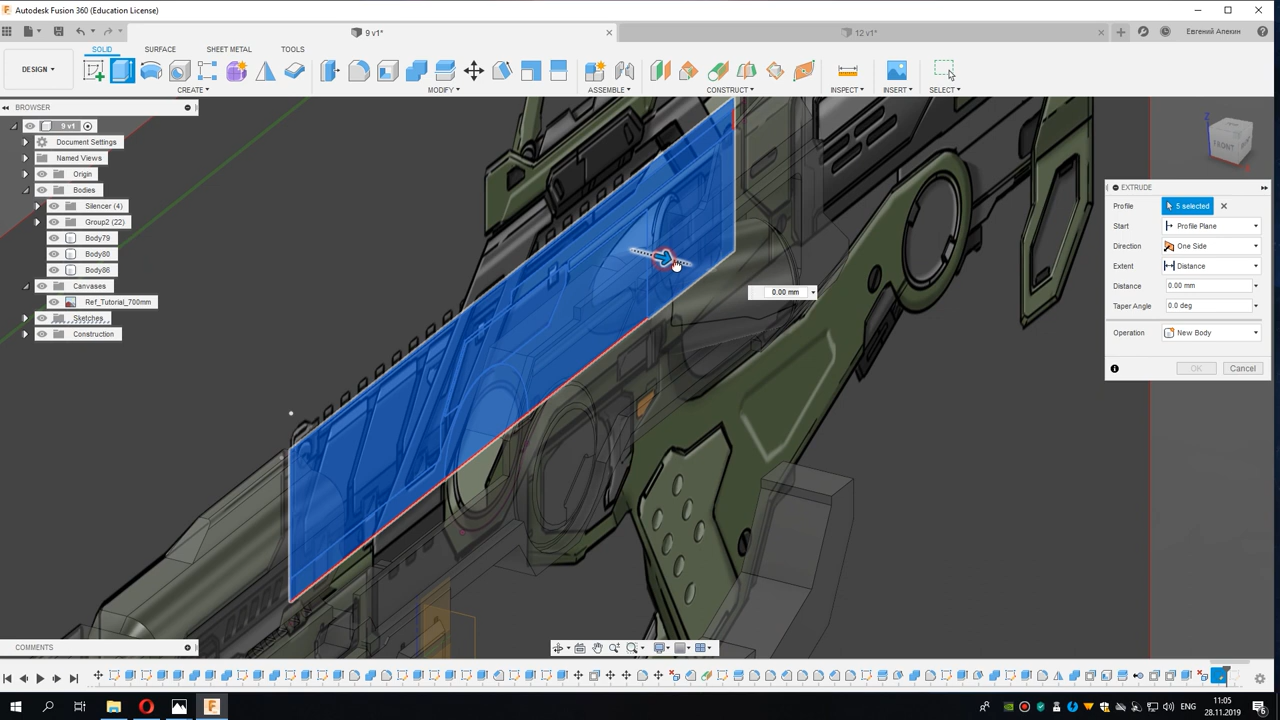 Autodesk Fusion 360 (Education License)
9 v1*
12 v1*
Евгений Апекин
SOLID
SURFACE
SHEET METAL
TOOLS
DESIGN
CREATE
MODIFY
ASSEMBLE
CONSTRUCT
INSPECT
INSERT
SELECT
BROWSER
9 v1
Document Settings
Named Views
Origin
Bodies
Silencer (4)
Group2 (22)
Body79
Body80
Body86
Canvases
Ref_Tutorial_700mm
Sketches
Construction
Z
FRONT
EXTRUDE
Profile
5 selected
Start
Profile Plane
Direction
One Side
Extent
Distance
Distance
0.00 mm
Taper Angle
0.0 deg
Operation
New Body
OK
Cancel
0.00 mm
COMMENTS
ENG
11:05
28.11.2019
6